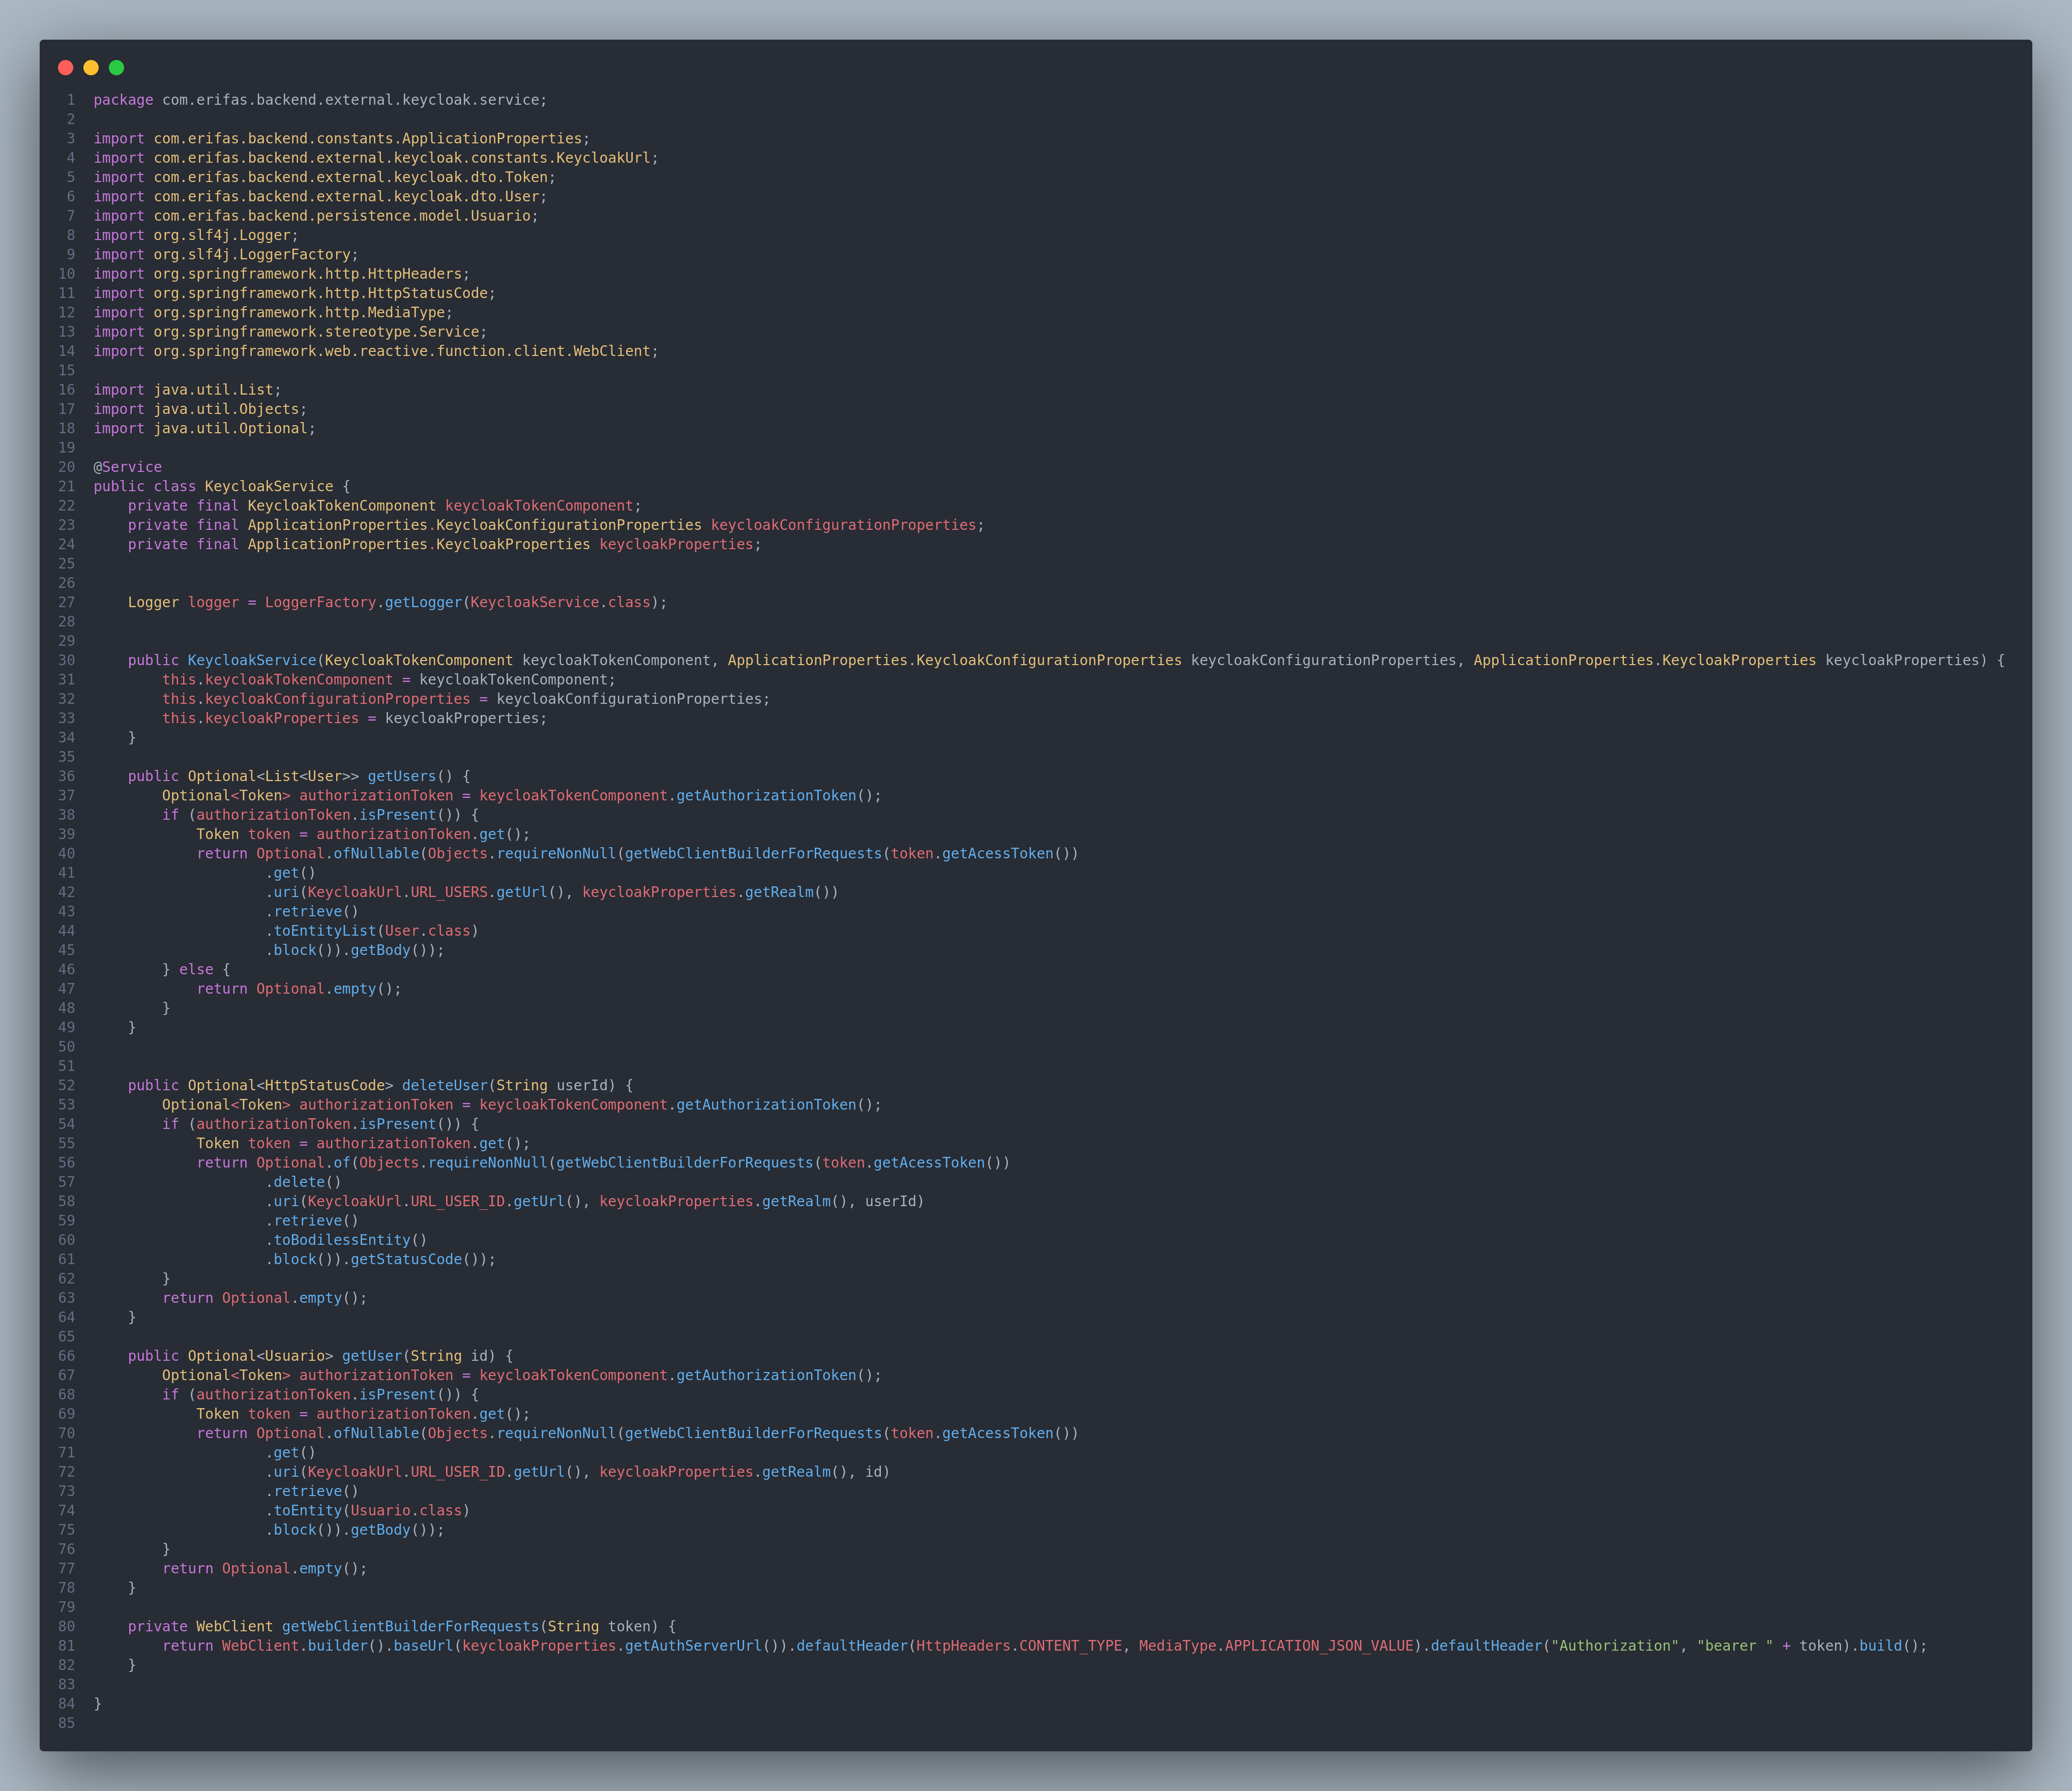 1 package com.erifas.backend.external.keycloak.service;
2
3 import com.erifas.backend.constants.ApplicationProperties;
4 import com.erifas.backend.external.keycloak.constants.KeycloakUrl;
5 import com.erifas.backend.external.keycloak.dto.Token;
6 import com.erifas.backend.external.keycloak.dto.User;
7 import com.erifas.backend.persistence.model.Usuario;
8 import org.slf4j.Logger;
9 import org.slf4j.LoggerFactory;
10 import org.springframework.http.HttpHeaders;
11 import org.springframework.http.HttpStatusCode;
12 import org.springframework.http.MediaType;
13 import org.springframework.stereotype.Service;
14 import org.springframework.web.reactive.function.client.WebClient;
15
16 import java.util.List;
17 import java.util.Objects;
18 import java.util.Optional;
19
20 @Service
21 public class KeycloakService {
22     private final KeycloakTokenComponent keycloakTokenComponent;
23     private final ApplicationProperties.KeycloakConfigurationProperties keycloakConfigurationProperties;
24     private final ApplicationProperties.KeycloakProperties keycloakProperties;
25
26
27     Logger logger = LoggerFactory.getLogger(KeycloakService.class);
28
29
30     public KeycloakService(KeycloakTokenComponent keycloakTokenComponent, ApplicationProperties.KeycloakConfigurationProperties keycloakConfigurationProperties, ApplicationProperties.KeycloakProperties keycloakProperties) {
31         this.keycloakTokenComponent = keycloakTokenComponent;
32         this.keycloakConfigurationProperties = keycloakConfigurationProperties;
33         this.keycloakProperties = keycloakProperties;
34     }
35
36     public Optional<List<User>> getUsers() {
37         Optional<Token> authorizationToken = keycloakTokenComponent.getAuthorizationToken();
38         if (authorizationToken.isPresent()) {
39             Token token = authorizationToken.get();
40             return Optional.ofNullable(Objects.requireNonNull(getWebClientBuilderForRequests(token.getAcessToken())
41                     .get()
42                     .uri(KeycloakUrl.URL_USERS.getUrl(), keycloakProperties.getRealm())
43                     .retrieve()
44                     .toEntityList(User.class)
45                     .block()).getBody());
46         } else {
47             return Optional.empty();
48         }
49     }
50
51
52     public Optional<HttpStatusCode> deleteUser(String userId) {
53         Optional<Token> authorizationToken = keycloakTokenComponent.getAuthorizationToken();
54         if (authorizationToken.isPresent()) {
55             Token token = authorizationToken.get();
56             return Optional.of(Objects.requireNonNull(getWebClientBuilderForRequests(token.getAcessToken())
57                     .delete()
58                     .uri(KeycloakUrl.URL_USER_ID.getUrl(), keycloakProperties.getRealm(), userId)
59                     .retrieve()
60                     .toBodilessEntity()
61                     .block()).getStatusCode());
62         }
63         return Optional.empty();
64     }
65
66     public Optional<Usuario> getUser(String id) {
67         Optional<Token> authorizationToken = keycloakTokenComponent.getAuthorizationToken();
68         if (authorizationToken.isPresent()) {
69             Token token = authorizationToken.get();
70             return Optional.ofNullable(Objects.requireNonNull(getWebClientBuilderForRequests(token.getAcessToken())
71                     .get()
72                     .uri(KeycloakUrl.URL_USER_ID.getUrl(), keycloakProperties.getRealm(), id)
73                     .retrieve()
74                     .toEntity(Usuario.class)
75                     .block()).getBody());
76         }
77         return Optional.empty();
78     }
79
80     private WebClient getWebClientBuilderForRequests(String token) {
81         return WebClient.builder().baseUrl(keycloakProperties.getAuthServerUrl()).defaultHeader(HttpHeaders.CONTENT_TYPE, MediaType.APPLICATION_JSON_VALUE).defaultHeader("Authorization", "bearer " + token).build();
82     }
83
84 }
85